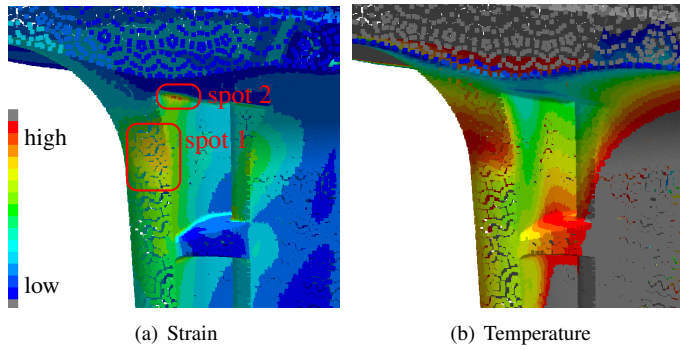 spot 2
high
spot 1
low
(a) Strain
(b) Temperature